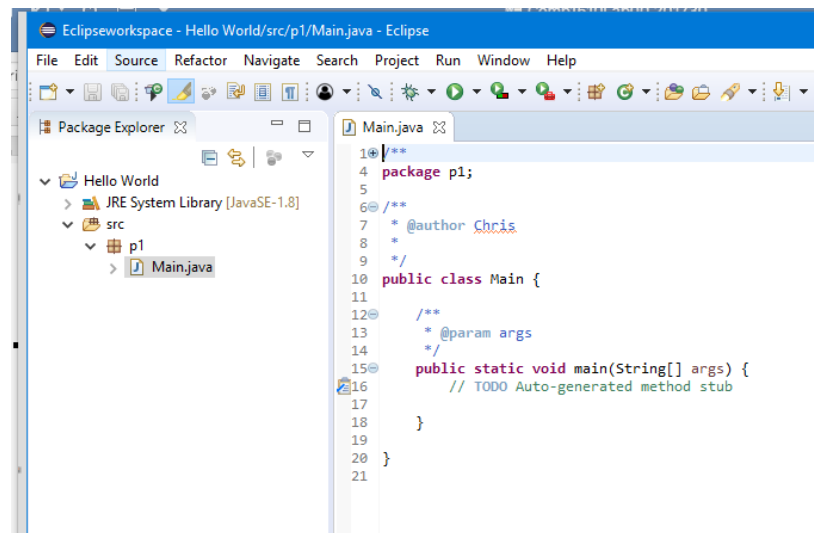 Eclipseworkspace - Hello World/src/p1/Main.java - Eclipse
File Edit Source Refactor Navigate Search Project Run Window Help
Package Explorer
Main.java
Hello World
JRE System Library [JavaSE-1.8]
src
p1
Main.java
1 /**
4 package p1;
5
6 /**
7 * @author Chris
8 *
9 */
10 public class Main {
11
12 /**
13 * @param args
14 */
15 public static void main(String[] args) {
16 // TODO Auto-generated method stub
17
18 }
19
20 }
21